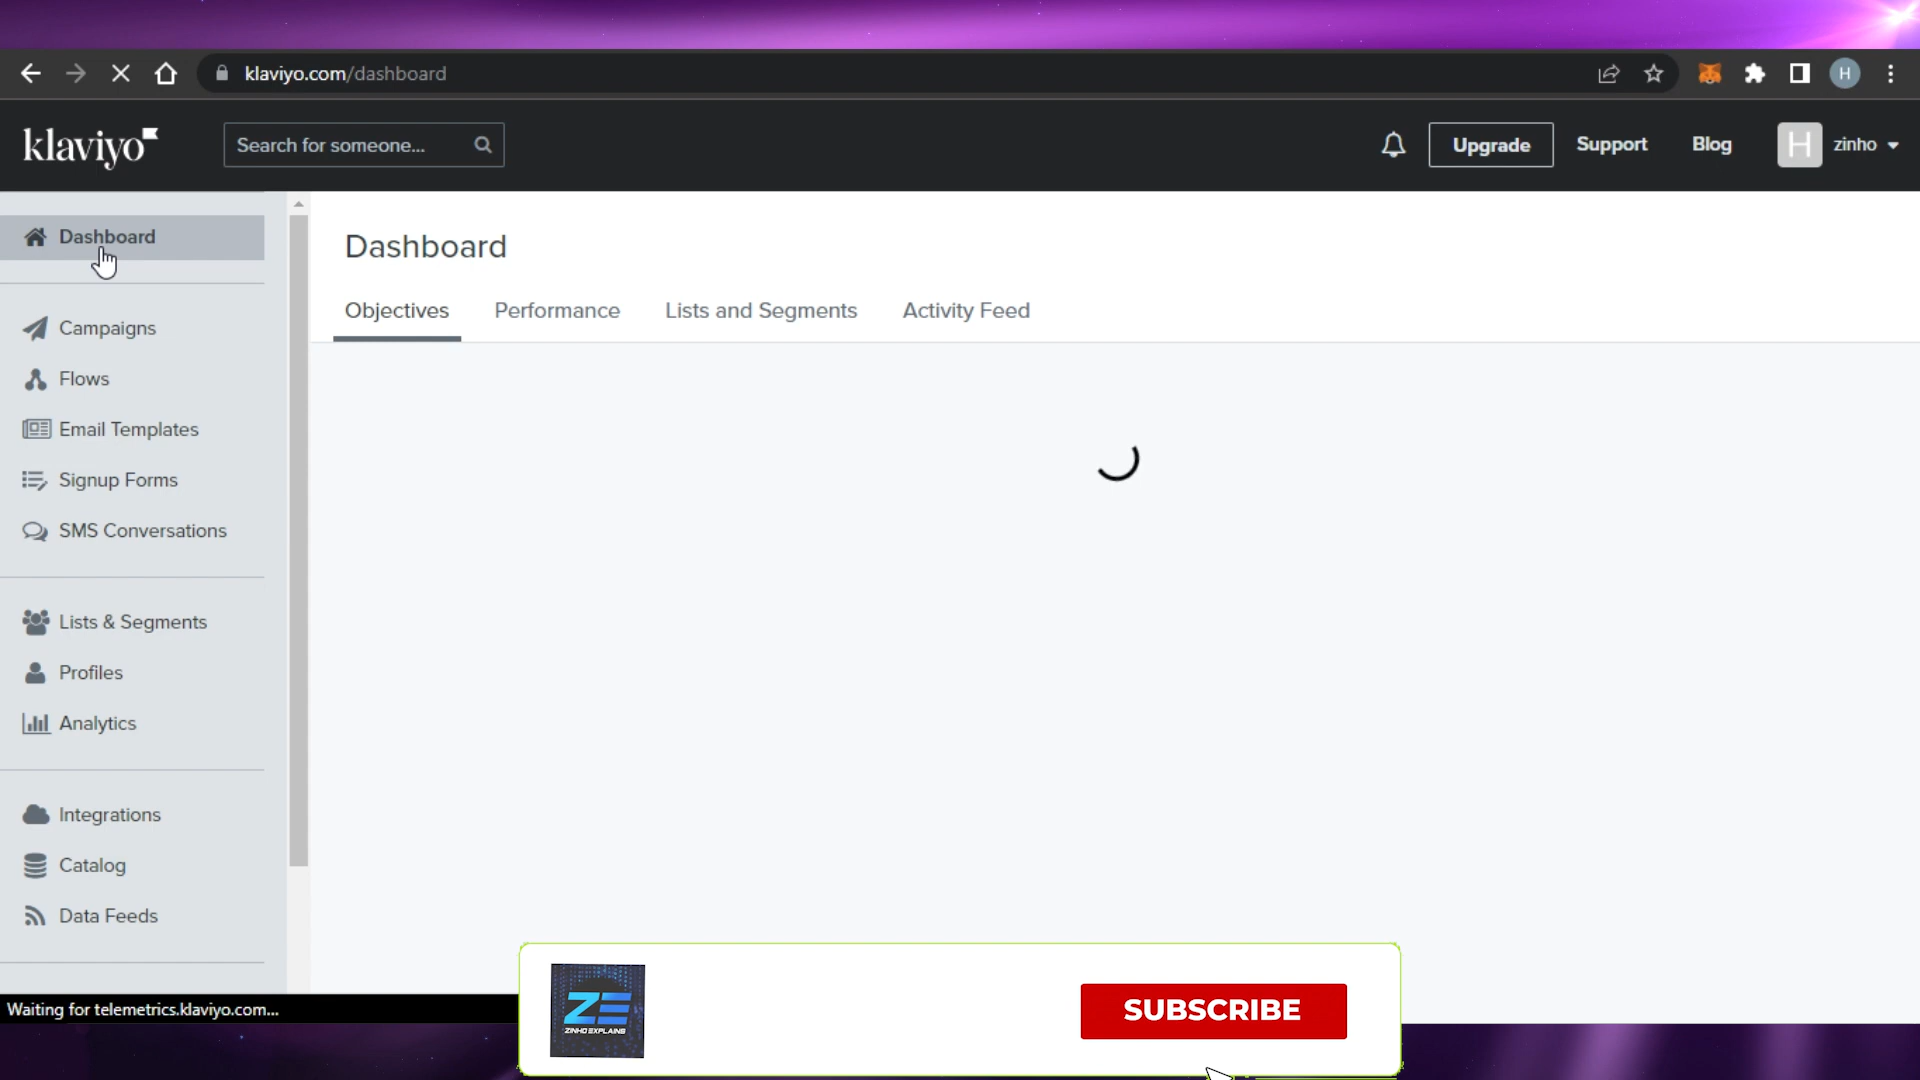 klaviyo.com/dashboard
H
klaviyo
Search for someone...
Upgrade
Support
Blog
H
zinho
Dashboard
Campaigns
Flows
Email Templates
Signup Forms
SMS Conversations
Lists & Segments
Profiles
Analytics
Integrations
Catalog
Data Feeds
Dashboard
Objectives
Performance
Lists and Segments
Activity Feed
Waiting for telemetrics.klaviyo.com...
ZE
ZINHO EXPLAINS
SUBSCRIBE